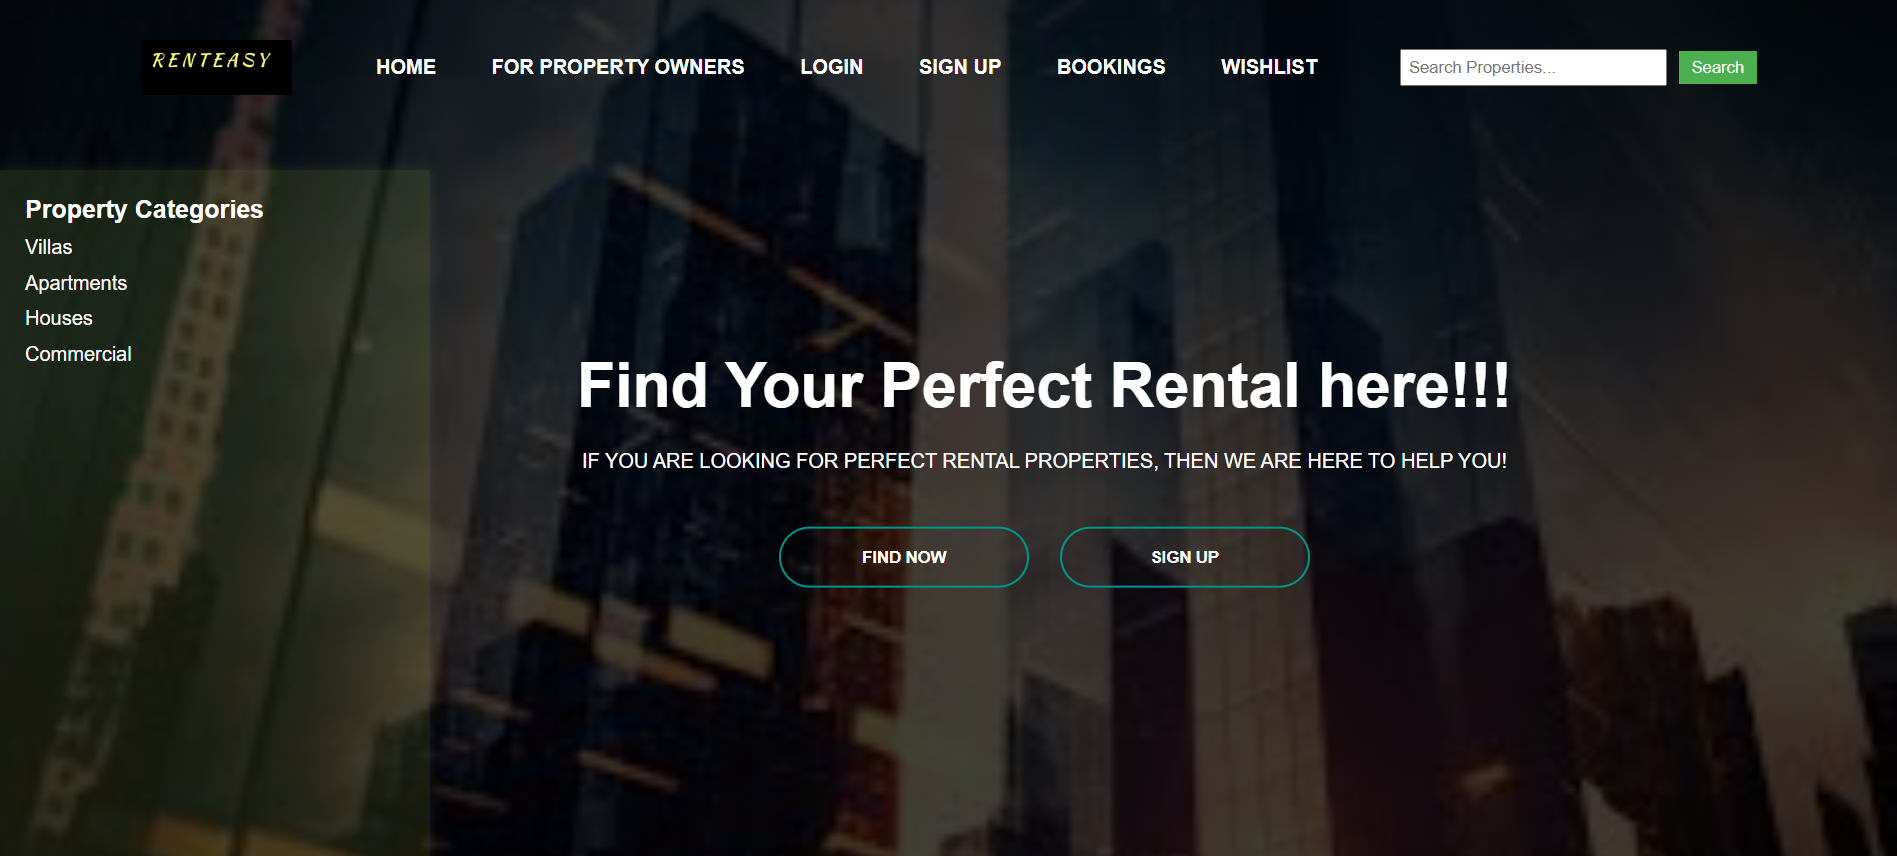 RENTEASY
HOME
FOR PROPERTY OWNERS
LOGIN
SIGN UP
BOOKINGS
WISHLIST
Search Properties...
Search
Property Categories
Villas
Apartments
Houses
Commercial
Find Your Perfect Rental here!!!
IF YOU ARE LOOKING FOR PERFECT RENTAL PROPERTIES, THEN WE ARE HERE TO HELP YOU!
FIND NOW
SIGN UP